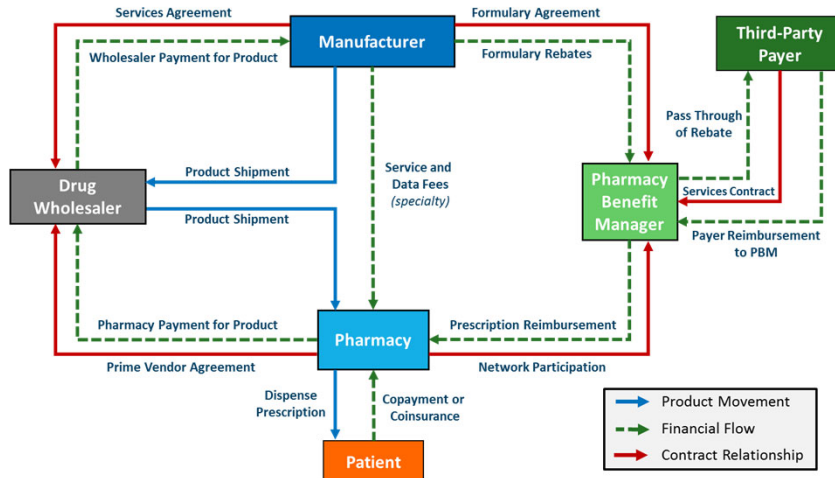 Services Agreement
Formulary Agreement
Manufacturer
Third-Party
Payer
Wholesaler Payment for Product
Formulary Rebates
Pass Through
of Rebate
Product Shipment
Service and
Data Fees
(specialty)
Drug
Wholesaler
Pharmacy
Benefit
Manager
Services Contract
Product Shipment
Payer Reimbursement
to PBM
Pharmacy Payment for Product
Pharmacy
Prescription Reimbursement
Prime Vendor Agreement
Network Participation
Dispense
Prescription
Copayment or
Coinsurance
Patient
Product Movement
Financial Flow
Contract Relationship